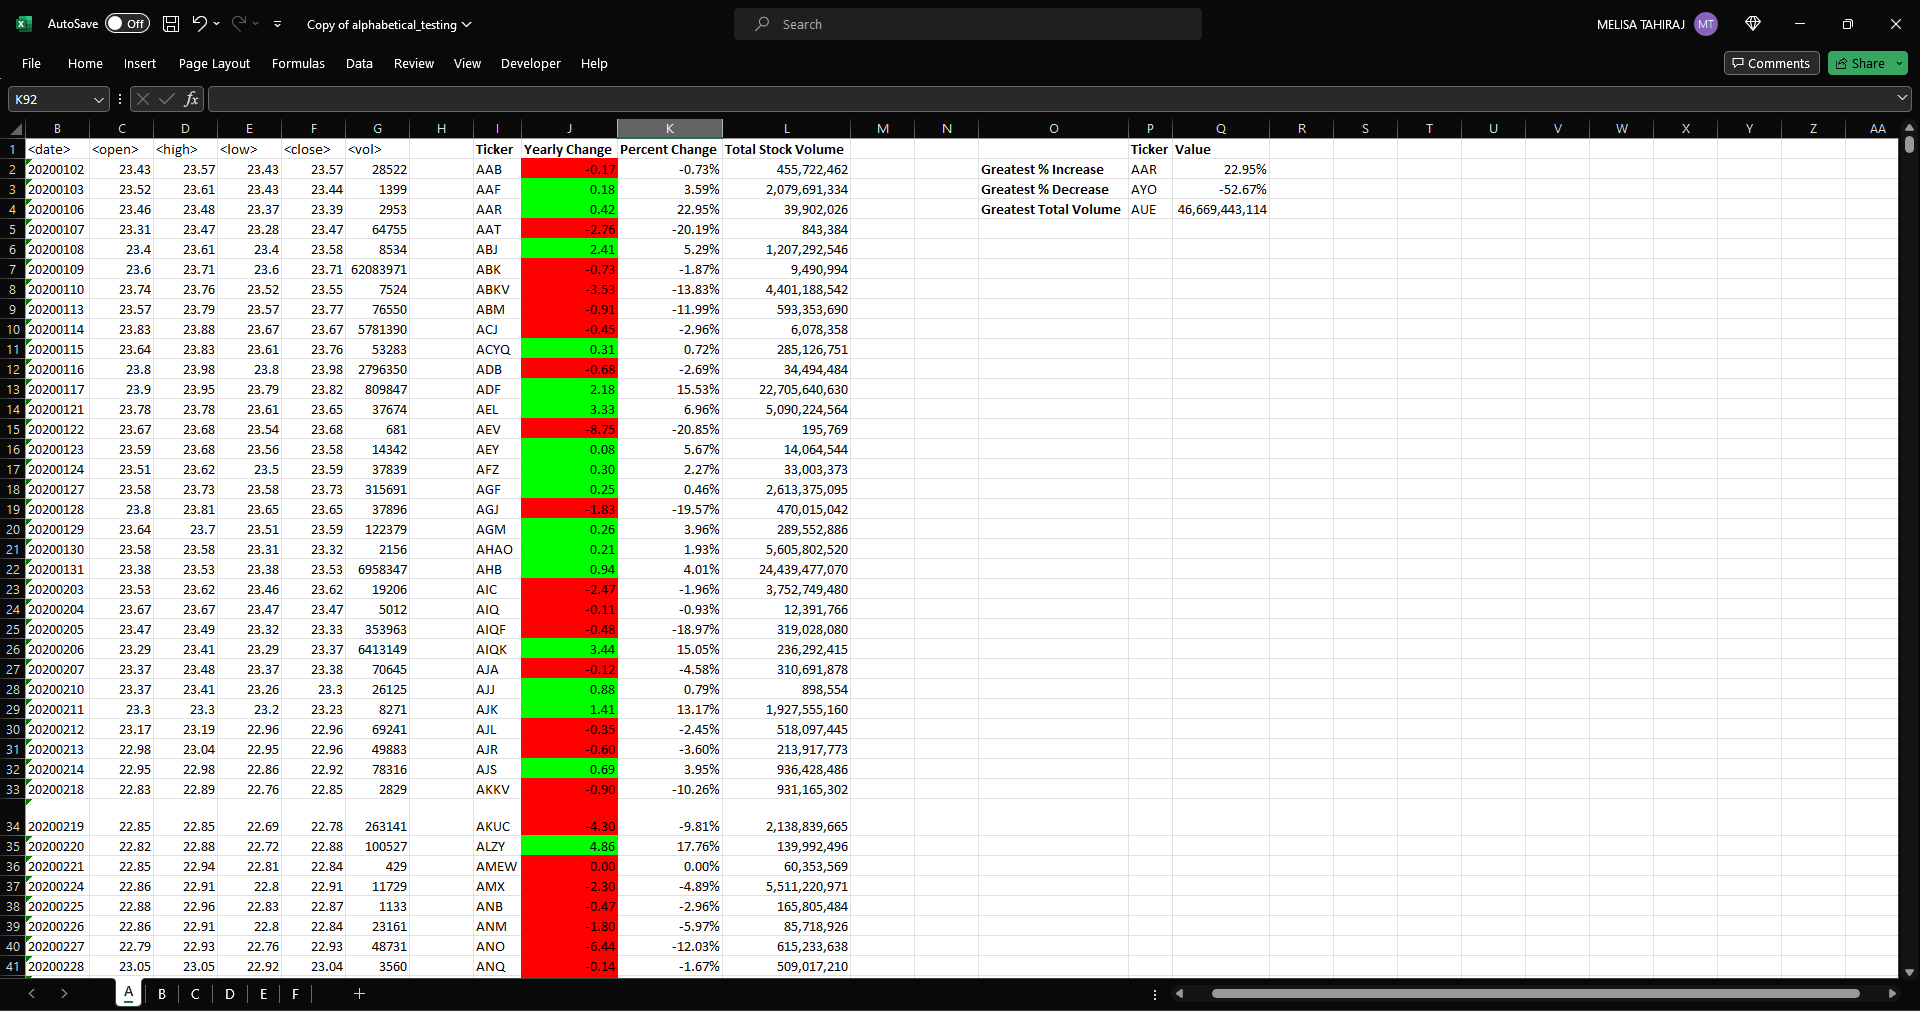 AutoSave Off Copy of alphabetical_testing Search MELISA TAHIRAJ MT
File Home Insert Page Layout Formulas Data Review View Developer Help Comments Share
K92 fx
B C D E F G H I J K L M N O P Q R S T U V W X Y Z AA
1 <date> <open> <high> <low> <close> <vol> Ticker Yearly Change Percent Change Total Stock Volume Ticker Value
2 20200102 23.43 23.57 23.43 23.57 28522 AAB -0.17 -0.73% 455,722,462 Greatest % Increase AAR 22.95%
3 20200103 23.52 23.61 23.43 23.44 1399 AAF 0.18 3.59% 2,079,691,334 Greatest % Decrease AYO -52.67%
4 20200106 23.46 23.48 23.37 23.39 2953 AAR 0.42 22.95% 39,902,026 Greatest Total Volume AUE 46,669,443,114
5 20200107 23.31 23.47 23.28 23.47 64755 AAT -2.76 -20.19% 843,384
6 20200108 23.4 23.61 23.4 23.58 8534 ABJ 2.41 5.29% 1,207,292,546
7 20200109 23.6 23.71 23.6 23.71 62083971 ABK -0.73 -1.87% 9,490,994
8 20200110 23.74 23.76 23.52 23.55 7524 ABKV -3.53 -13.83% 4,401,188,542
9 20200113 23.57 23.79 23.57 23.77 76550 ABM -0.91 -11.99% 593,353,690
10 20200114 23.83 23.88 23.67 23.67 5781390 ACJ -0.45 -2.96% 6,078,358
11 20200115 23.64 23.83 23.61 23.76 53283 ACYQ 0.31 0.72% 285,126,751
12 20200116 23.8 23.98 23.8 23.98 2796350 ADB -0.68 -2.69% 34,494,484
13 20200117 23.9 23.95 23.79 23.82 809847 ADF 2.18 15.53% 22,705,640,630
14 20200121 23.78 23.78 23.61 23.65 37674 AEL 3.33 6.96% 5,090,224,564
15 20200122 23.67 23.68 23.54 23.68 681 AEV -8.75 -20.85% 195,769
16 20200123 23.59 23.68 23.56 23.58 14342 AEY 0.08 5.67% 14,064,544
17 20200124 23.51 23.62 23.5 23.59 37839 AFZ 0.30 2.27% 33,003,373
18 20200127 23.58 23.73 23.58 23.73 315691 AGF 0.25 0.46% 2,613,375,095
19 20200128 23.8 23.81 23.65 23.65 37896 AGJ -1.83 -19.57% 470,015,042
20 20200129 23.64 23.7 23.51 23.59 122379 AGM 0.26 3.96% 289,552,886
21 20200130 23.58 23.58 23.31 23.32 2156 AHAO 0.21 1.93% 5,605,802,520
22 20200131 23.38 23.53 23.38 23.53 6958347 AHB 0.94 4.01% 24,439,477,070
23 20200203 23.53 23.62 23.46 23.62 19206 AIC -2.47 -1.96% 3,752,749,480
24 20200204 23.67 23.67 23.47 23.47 5012 AIQ -0.11 -0.93% 12,391,766
25 20200205 23.47 23.49 23.32 23.33 353963 AIQF -0.48 -18.97% 319,028,080
26 20200206 23.29 23.41 23.29 23.37 6413149 AIQK 3.44 15.05% 236,292,415
27 20200207 23.37 23.48 23.37 23.38 70645 AJA -0.12 -4.58% 310,691,878
28 20200210 23.37 23.41 23.26 23.3 26125 AJJ 0.88 0.79% 898,554
29 20200211 23.3 23.3 23.2 23.23 8271 AJK 1.41 13.17% 1,927,555,160
30 20200212 23.17 23.19 22.96 22.96 69241 AJL -0.35 -2.45% 518,097,445
31 20200213 22.98 23.04 22.95 22.96 49883 AJR -0.60 -3.60% 213,917,773
32 20200214 22.95 22.98 22.86 22.92 78316 AJS 0.69 3.95% 936,428,486
33 20200218 22.83 22.89 22.76 22.85 2829 AKKV -0.90 -10.26% 931,165,302
34 20200219 22.85 22.85 22.69 22.78 263141 AKUC -4.30 -9.81% 2,138,839,665
35 20200220 22.82 22.88 22.72 22.88 100527 ALZY 4.86 17.76% 139,992,496
36 20200221 22.85 22.94 22.81 22.84 429 AMEW 0.00 0.00% 60,353,569
37 20200224 22.86 22.91 22.8 22.91 11729 AMX -2.30 -4.89% 5,511,220,971
38 20200225 22.88 22.96 22.83 22.87 1133 ANB -0.47 -2.96% 165,805,484
39 20200226 22.86 22.91 22.8 22.84 23161 ANM -1.80 -5.97% 85,718,926
40 20200227 22.79 22.93 22.76 22.93 48731 ANO -6.44 -12.03% 615,233,638
41 20200228 23.05 23.05 22.92 23.04 3560 ANQ -0.14 -1.67% 509,017,210
A B C D E F